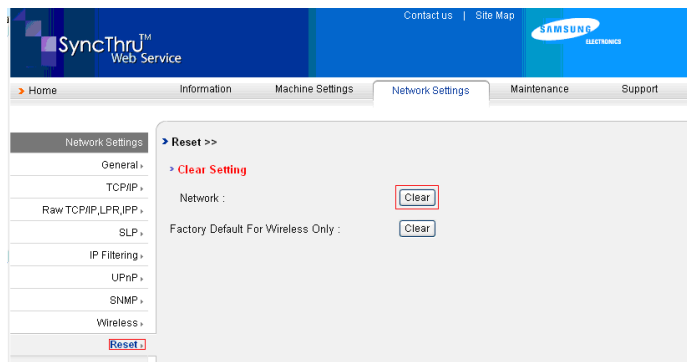 Contact us | Site Map
SAMSUNG
ELECTRONICS
SyncThru™
Web Service
Home
Information
Machine Settings
Network Settings
Maintenance
Support
Network Settings
General
TCP/IP
Raw TCP/IP,LPR,IPP
SLP
IP Filtering
UPnP
SNMP
Wireless
Reset
Reset >>
Clear Setting
Network : Clear
Factory Default For Wireless Only : Clear